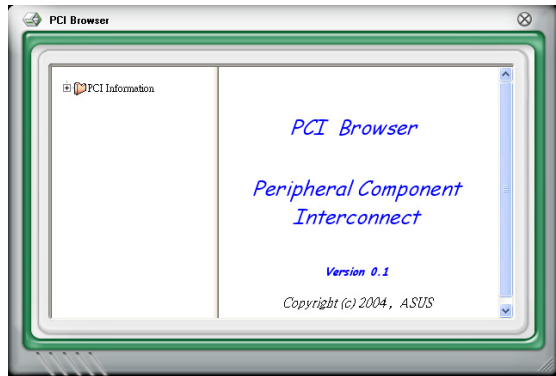 PCI Browser
PCI Information
PCI Browser
Peripheral Component
Interconnect
Version 0.1
Copyright (c) 2004, ASUS